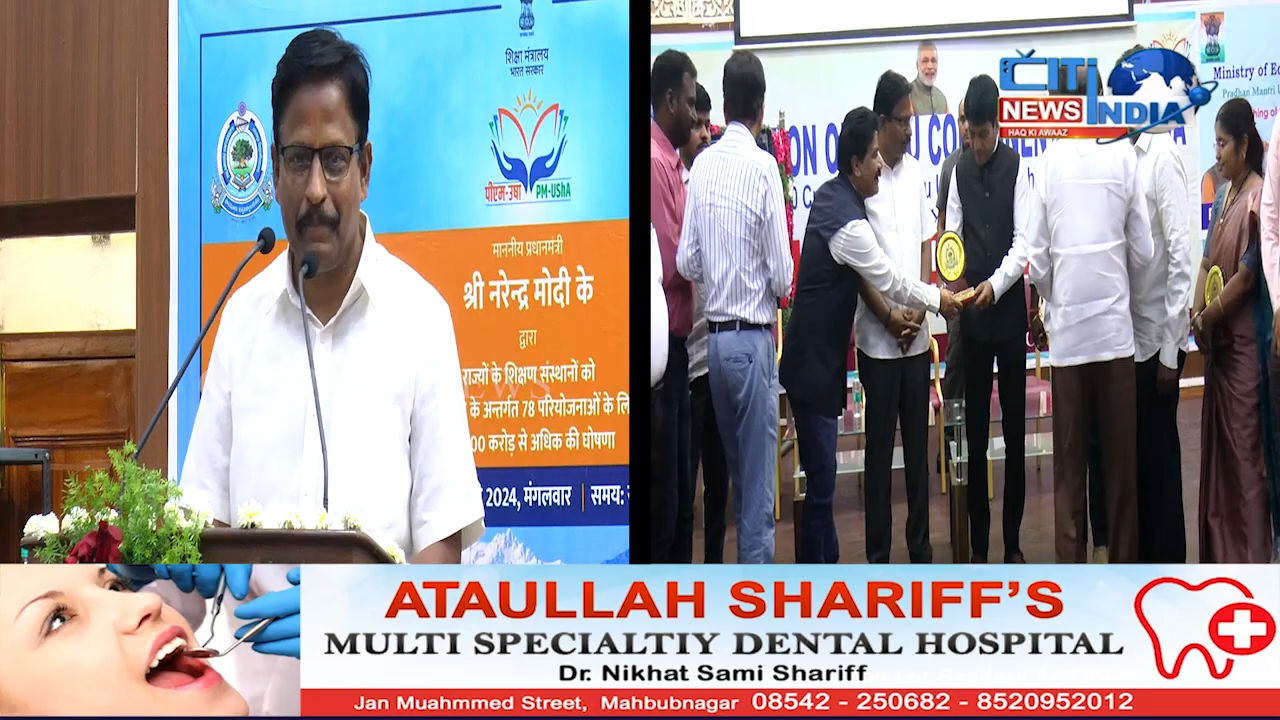 शिक्षा मंत्रालय
भारत सरकार
पीएम-उषा PM-UShA
माननीय प्रधानमंत्री
श्री नरेन्द्र मोदी के
द्वारा
राज्यों के शिक्षण संस्थानों को
के अन्तर्गत 78 परियोजनाओं के
00 करोड़ से अधिक की घोषणा
2024, मंगलवार | समय:
CITI
NEWS INDIA
HAQ KI AWAAZ
Ministry of
Pradhan Mantri
ATAULLAH SHARIFF'S
MULTI SPECIALTIY DENTAL HOSPITAL
Dr. Nikhat Sami Shariff
Jan Muahmmed Street, Mahbubnagar 08542 - 250682 - 8520952012